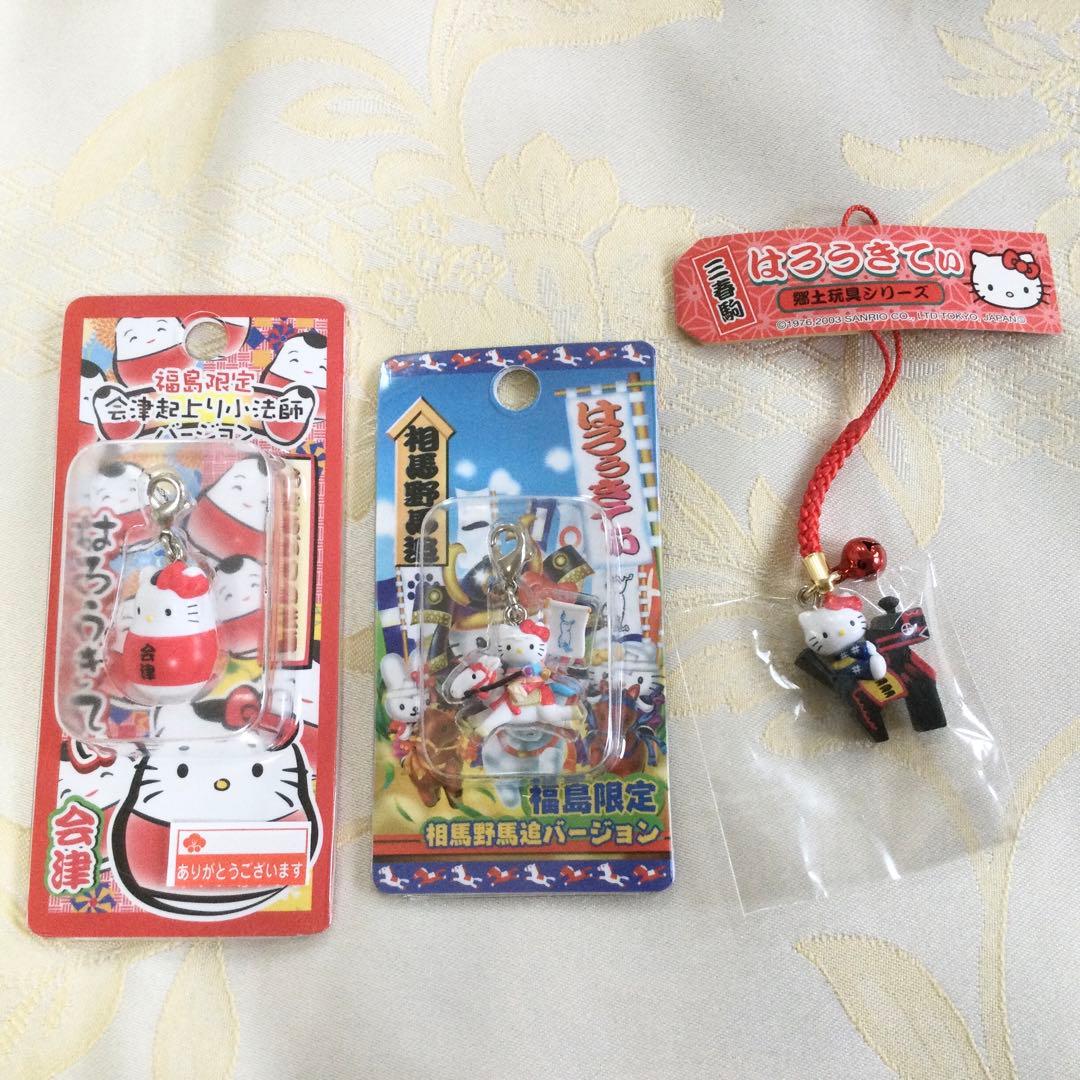 福島限定
会津起上り小法師
バージョン
はろうきてぃ
会津
会津
ありがとうございます
相馬野馬追
はろうきてぃ
福島限定
相馬野馬追バージョン
三春駒
はろうきてぃ
郷土玩具シリーズ
©1976,2003 SANRIO CO., LTD TOKYO, JAPAN®